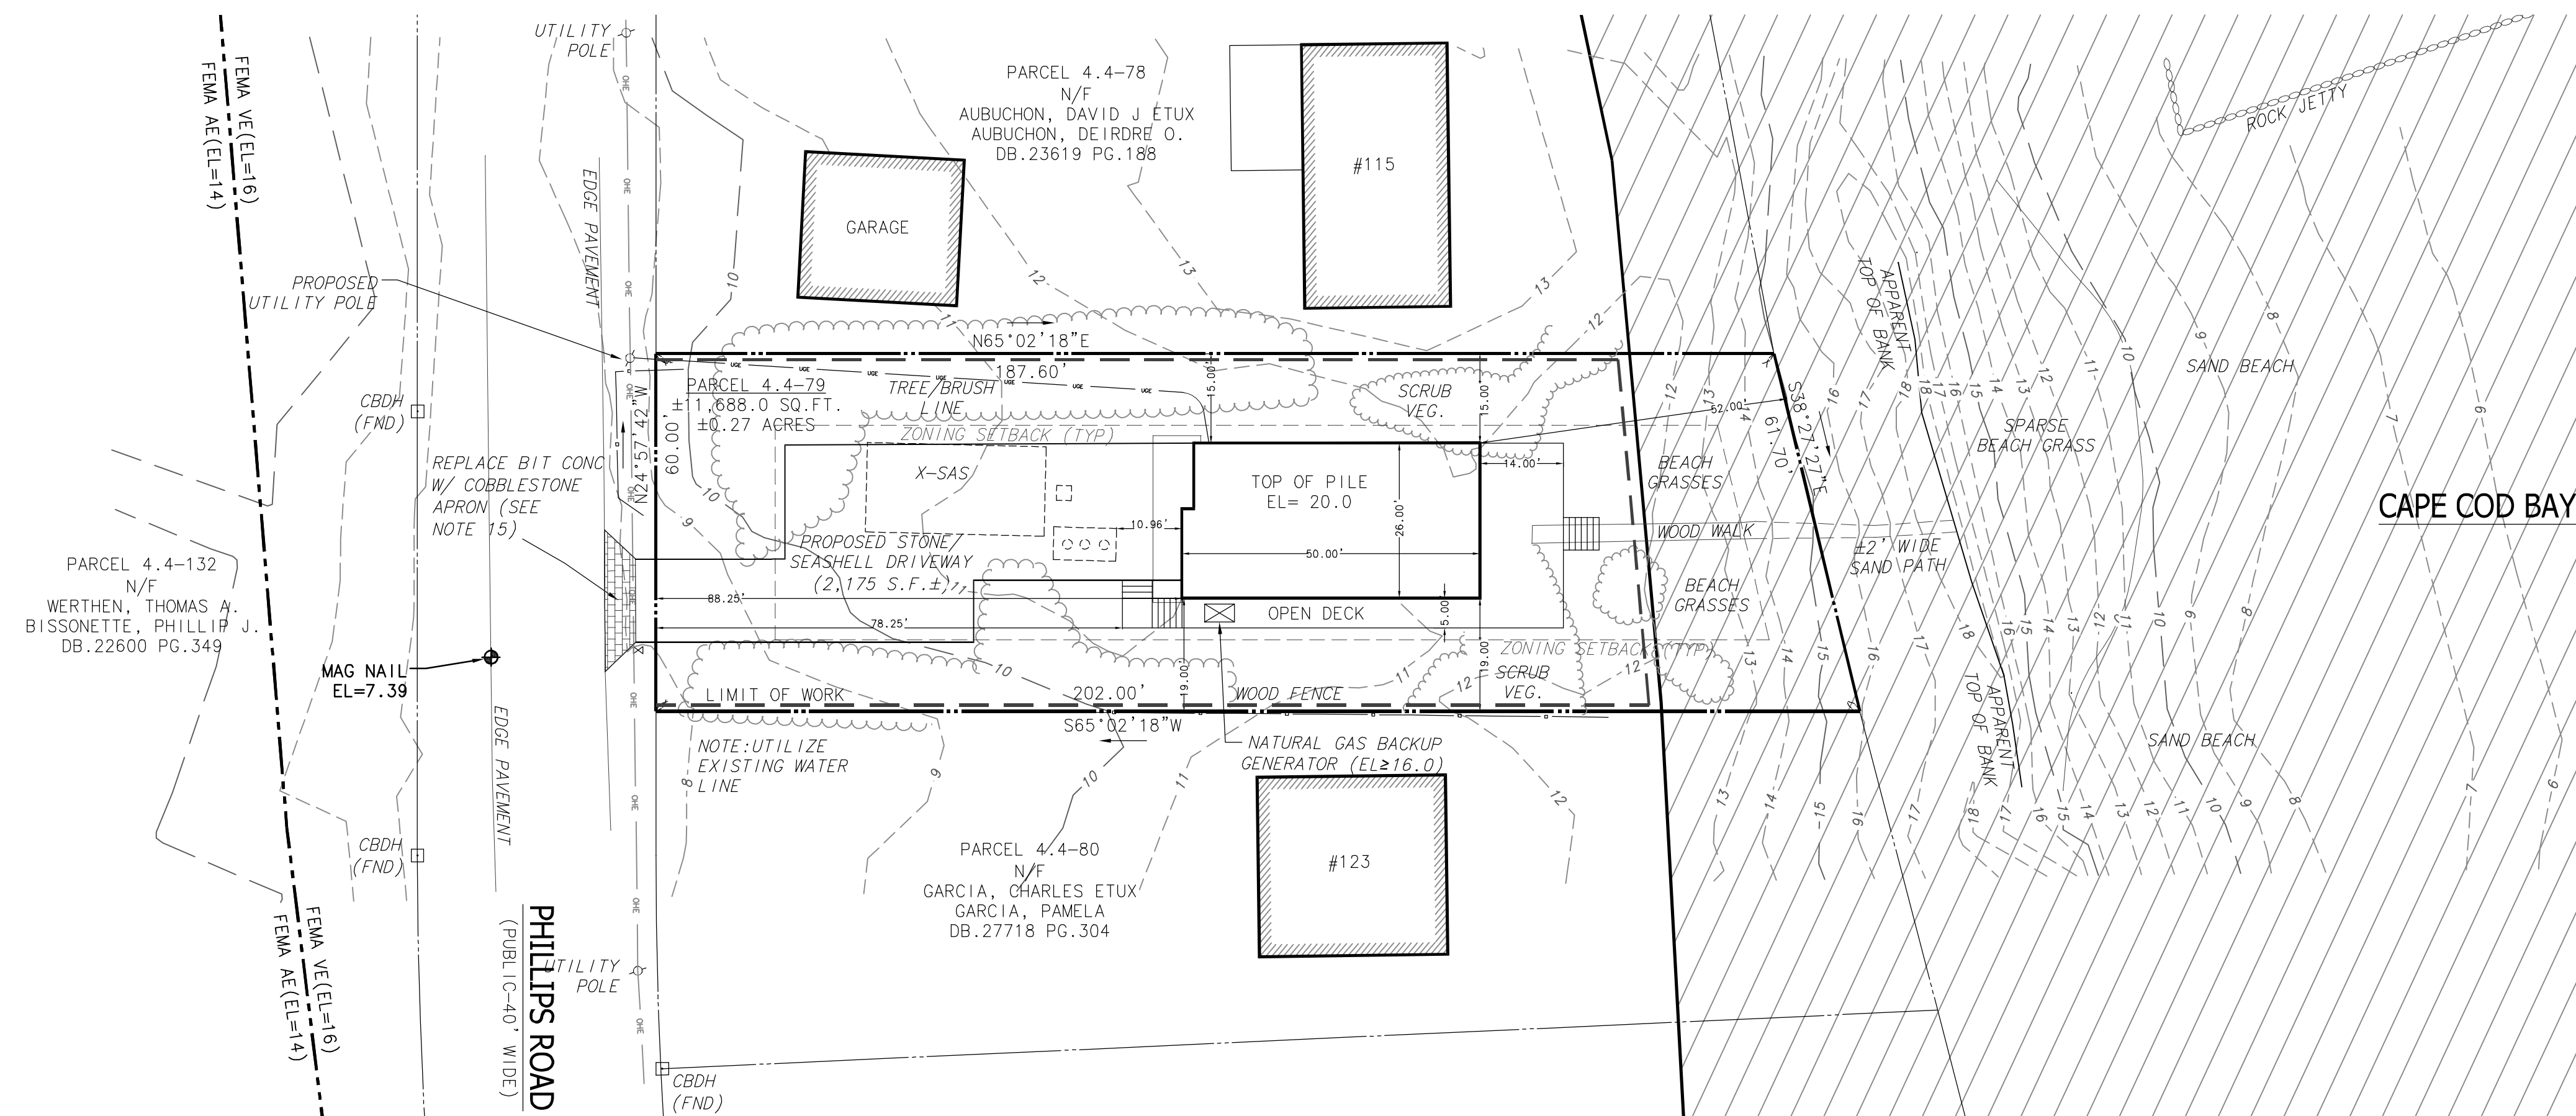 UTILITY
POLE
FEMA VE(EL=16)
FEMA AE(EL=14)
PARCEL 4.4-78
N/F
AUBUCHON, DAVID J ETUX
AUBUCHON, DEIRDRE O.
DB.23619 PG.188
#115
GARAGE
ROCK JETTY
EDGE PAVEMENT
PROPOSED
UTILITY POLE
APPARENT
TOP OF BANK
SAND BEACH
N65°02'18"E
187.60'
PARCEL 4.4-79
±11,688.0 SQ.FT.
±0.27 ACRES
TREE/BRUSH
LINE
ZONING SETBACK (TYP)
15.00'
SCRUB
VEG.
15.00'
52.00'
S38°27'27"E
61.70'
SPARSE
BEACH GRASS
CBDH
(FND)
N24°57'42"W
60.00'
REPLACE BIT CONC
W/ COBBLESTONE
APRON (SEE
NOTE 15)
X-SAS
TOP OF PILE
EL= 20.0
14.00'
26.00'
10.96'
50.00'
BEACH
GRASSES
WOOD WALK
±2' WIDE
SAND PATH
CAPE COD BAY
PROPOSED STONE/
SEASHELL DRIVEWAY
(2,175 S.F.±)
BEACH
GRASSES
PARCEL 4.4-132
N/F
WERTHEN, THOMAS A.
BISSONETTE, PHILLIP J.
DB.22600 PG.349
88.25'
78.25'
OPEN DECK
5.00'
MAG NAIL
EL=7.39
ZONING SETBACK (TYP)
19.00'
19.00'
SCRUB
VEG.
LIMIT OF WORK
202.00'
WOOD FENCE
S65°02'18"W
APPARENT
TOP OF BANK
SAND BEACH
EDGE PAVEMENT
NOTE:UTILIZE
EXISTING WATER
LINE
NATURAL GAS BACKUP
GENERATOR (EL≥16.0)
#123
CBDH
(FND)
PARCEL 4.4-80
N/F
GARCIA, CHARLES ETUX
GARCIA, PAMELA
DB.27718 PG.304
FEMA VE(EL=16)
FEMA AE(EL=14)
PHILLIPS ROAD
(PUBLIC-40' WIDE)
UTILITY
POLE
CBDH
(FND)